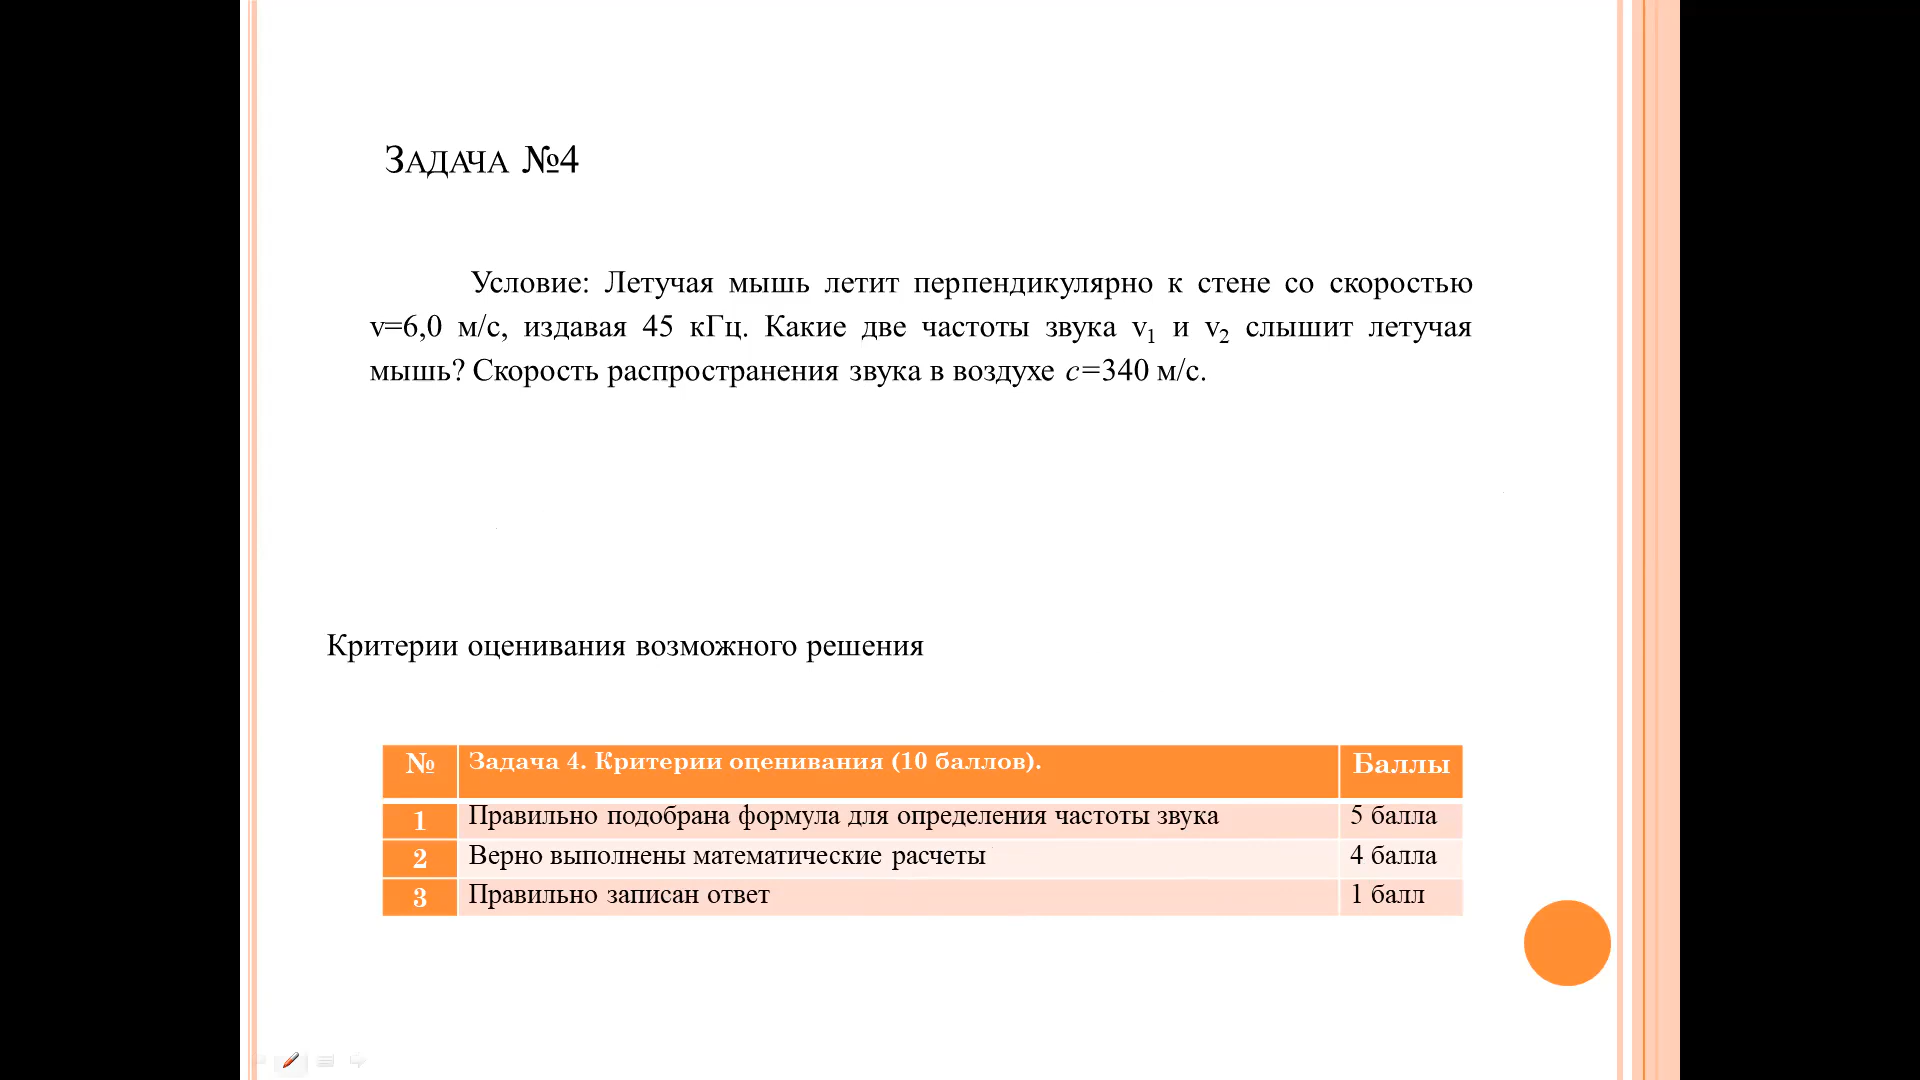 Задача №4
Условие: Летучая мышь летит перпендикулярно к стене со скоростью
v=6,0 м/с, издавая 45 кГц. Какие две частоты звука ν₁ и ν₂ слышит летучая
мышь? Скорость распространения звука в воздухе c=340 м/с.
Критерии оценивания возможного решения
№ Задача 4. Критерии оценивания (10 баллов). Баллы
1 Правильно подобрана формула для определения частоты звука 5 балла
2 Верно выполнены математические расчеты 4 балла
3 Правильно записан ответ 1 балл